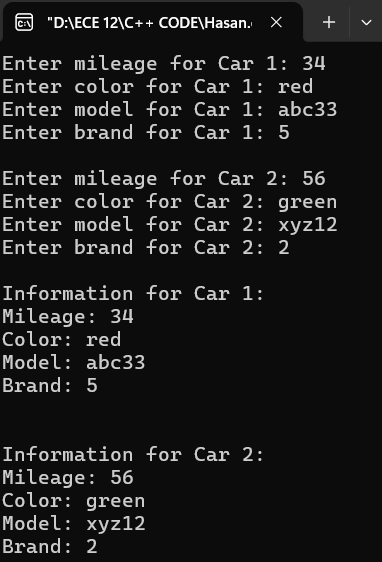 "D:\ECE 12\C++ CODE\Hasan.
Enter mileage for Car 1: 34
Enter color for Car 1: red
Enter model for Car 1: abc33
Enter brand for Car 1: 5
Enter mileage for Car 2: 56
Enter color for Car 2: green
Enter model for Car 2: xyz12
Enter brand for Car 2: 2
Information for Car 1:
Mileage: 34
Color: red
Model: abc33
Brand: 5
Information for Car 2:
Mileage: 56
Color: green
Model: xyz12
Brand: 2